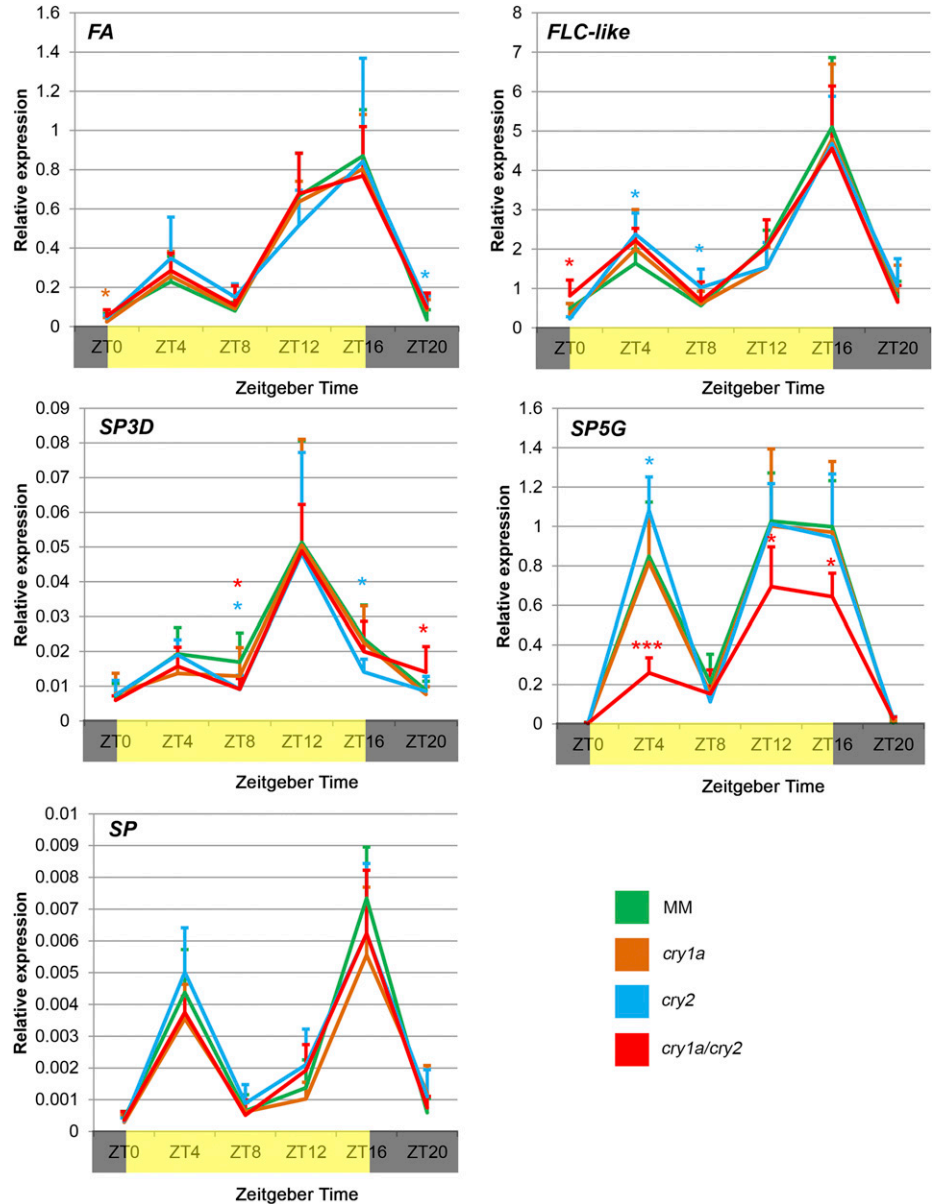 FA
Relative expression
1.6
1.4
1.2
1
0.8
0.6
0.4
0.2
0
*
*
ZT0 ZT4 ZT8 ZT12 ZT16 ZT20
Zeitgeber Time
FLC-like
Relative expression
8
7
6
5
4
3
2
1
0
*
*
*
ZT0 ZT4 ZT8 ZT12 ZT16 ZT20
Zeitgeber Time
SP3D
Relative expression
0.09
0.08
0.07
0.06
0.05
0.04
0.03
0.02
0.01
0
*
*
*
*
ZT0 ZT4 ZT8 ZT12 ZT16 ZT20
Zeitgeber Time
SP5G
Relative expression
1.6
1.4
1.2
1
0.8
0.6
0.4
0.2
0
*
***
*
*
ZT0 ZT4 ZT8 ZT12 ZT16 ZT20
Zeitgeber Time
SP
Relative expression
0.01
0.009
0.008
0.007
0.006
0.005
0.004
0.003
0.002
0.001
0
ZT0 ZT4 ZT8 ZT12 ZT16 ZT20
Zeitgeber Time
MM
cry1a
cry2
cry1a/cry2